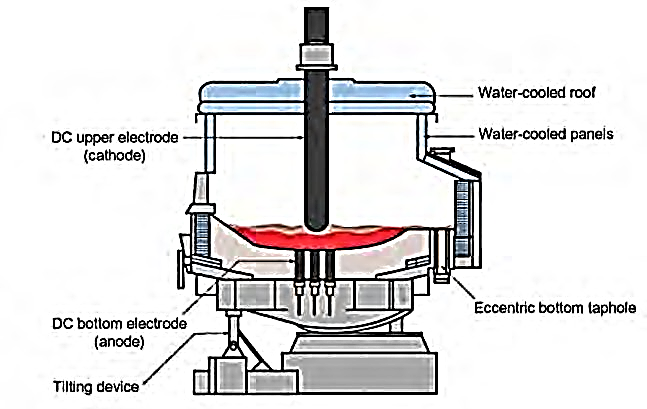 Water-cooled roof
DC upper electrode
(cathode)
Water-cooled panels
Eccentric bottom taphole
DC bottom electrode
(anode)
Tilting device